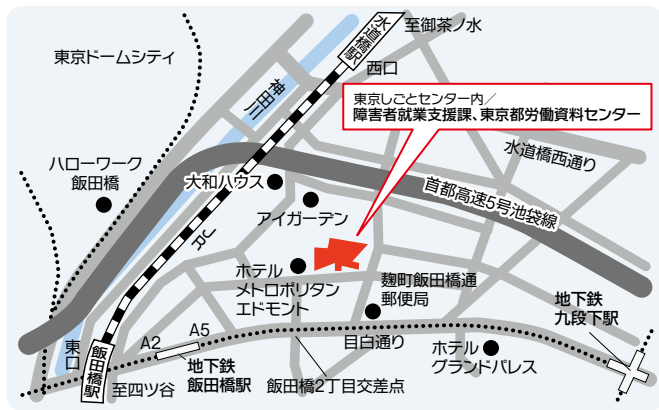 水道橋駅
至御茶ノ水
東京ドームシティ
西口
神田川
東京しごとセンター内／
障害者就業支援課、東京都労働資料センター
水道橋西通り
ハローワーク
飯田橋
大和ハウス
首都高速5号池袋線
アイガーデン
JR
ホテル
メトロポリタン
エドモント
麹町飯田橋通
郵便局
地下鉄
九段下駅
東口
飯田橋駅
A2
A5
地下鉄
飯田橋駅
目白通り
ホテル
グランドパレス
至四ツ谷
飯田橋2丁目交差点